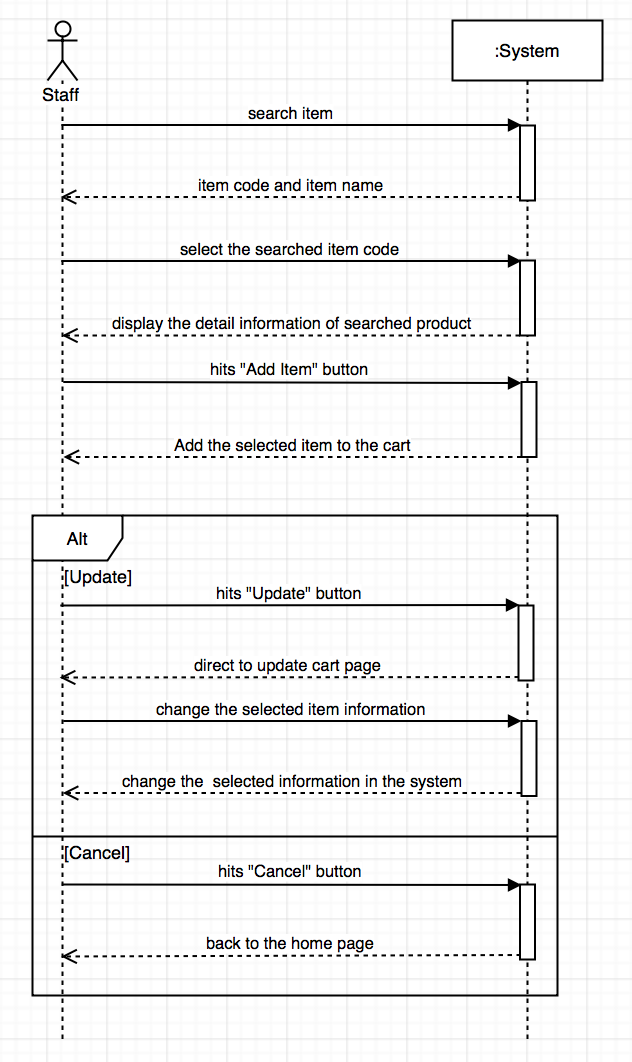 :System
Staff
search item
item code and item name
select the searched item code
display the detail information of searched product
hits "Add Item" button
Add the selected item to the cart
Alt
[Update]
hits "Update" button
direct to update cart page
change the selected item information
change the  selected information in the system
[Cancel]
hits "Cancel" button
back to the home page